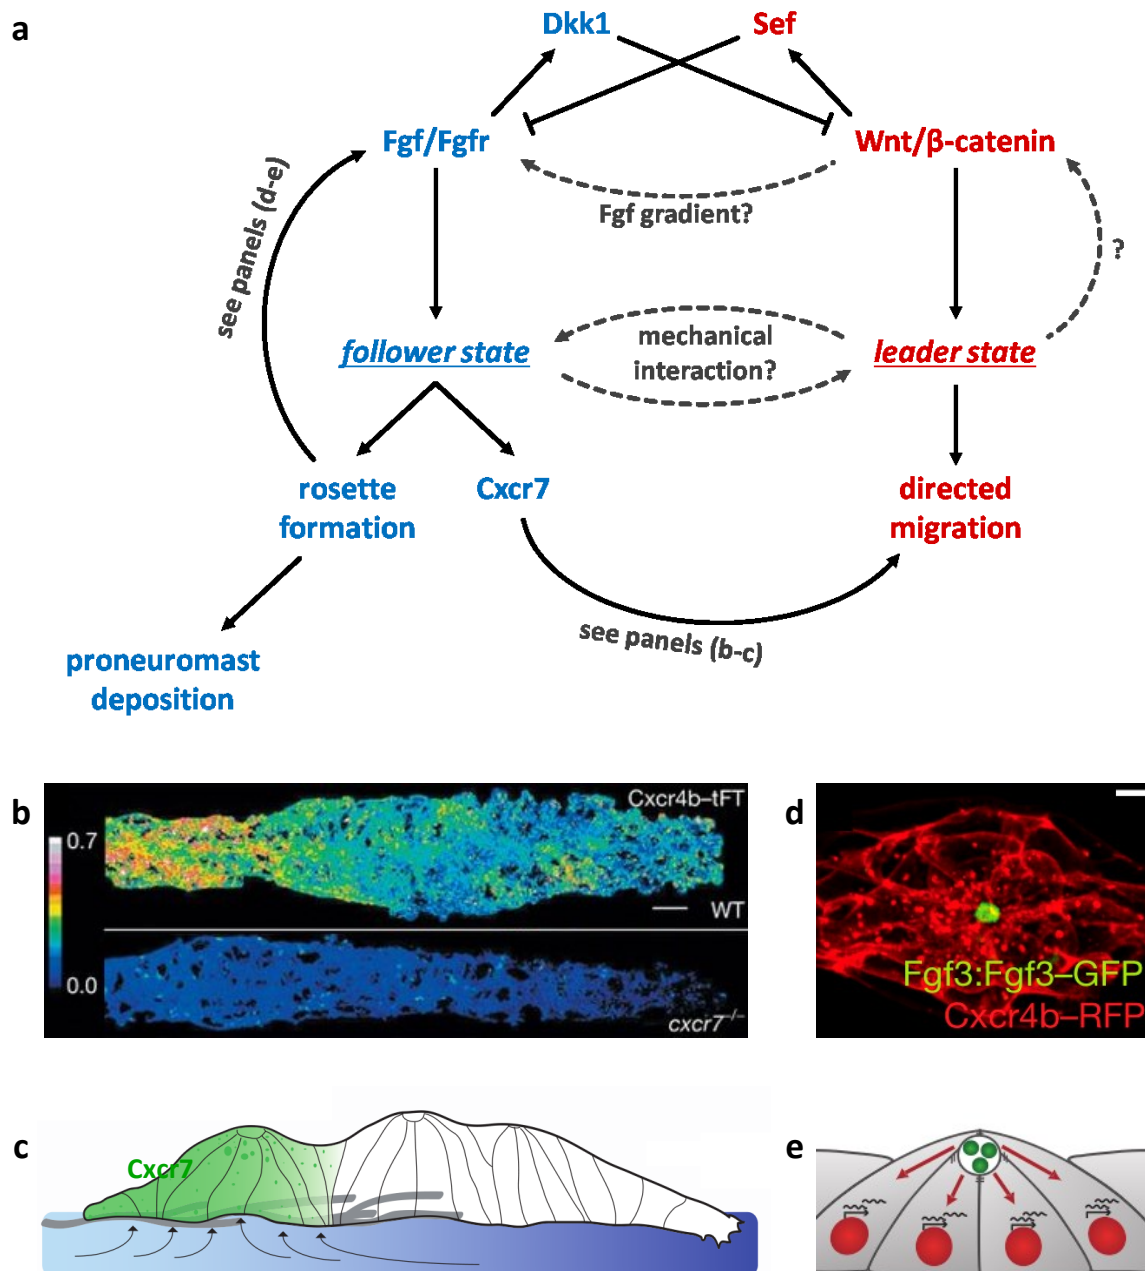 a
Dkk1
Sef
Fgf/Fgfr
Wnt/β-catenin
see panels (d-e)
Fgf gradient?
?
follower state
mechanical
interaction?
leader state
rosette
formation
Cxcr7
directed
migration
see panels (b-c)
proneuromast
deposition
b
0.7
0.0
Cxcr4b–tFT
WT
cxcr7−/−
d
Fgf3:Fgf3–GFP
Cxcr4b–RFP
c
Cxcr7
e